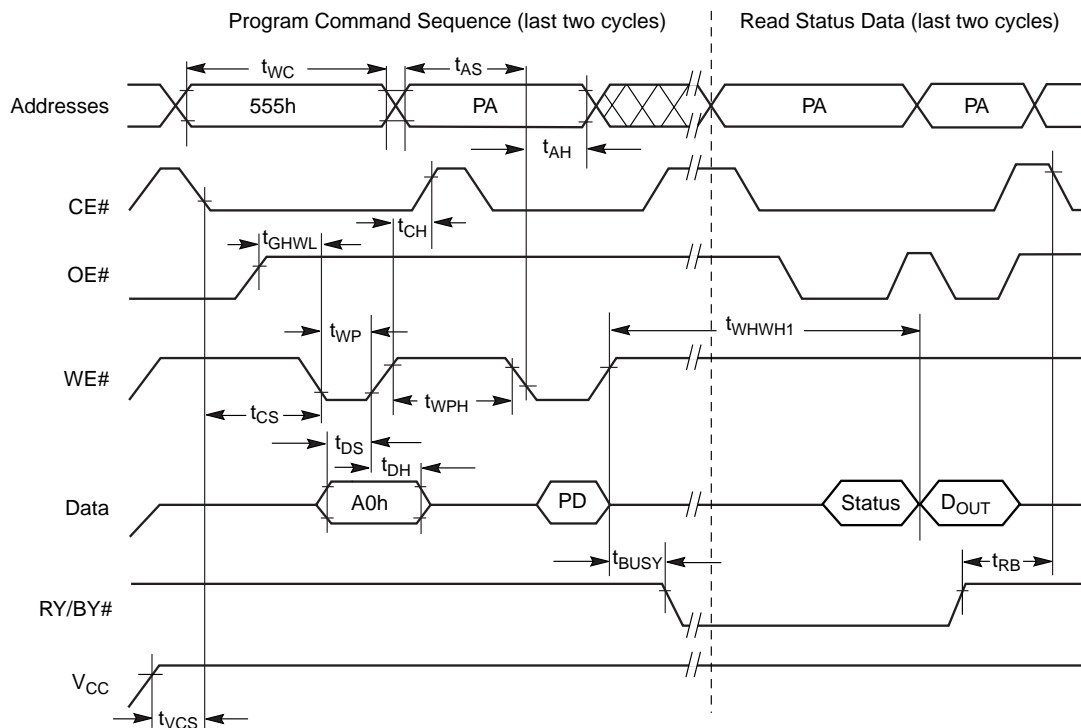 Program Command Sequence (last two cycles)
Read Status Data (last two cycles)
tWC
tAS
Addresses
555h
PA
PA
PA
tAH
CE#
tCH
tGHWL
OE#
tWP
tWHWH1
WE#
tCS
tWPH
tDS
tDH
Data
A0h
PD
Status
DOUT
tBUSY
tRB
RY/BY#
VCC
tVCS